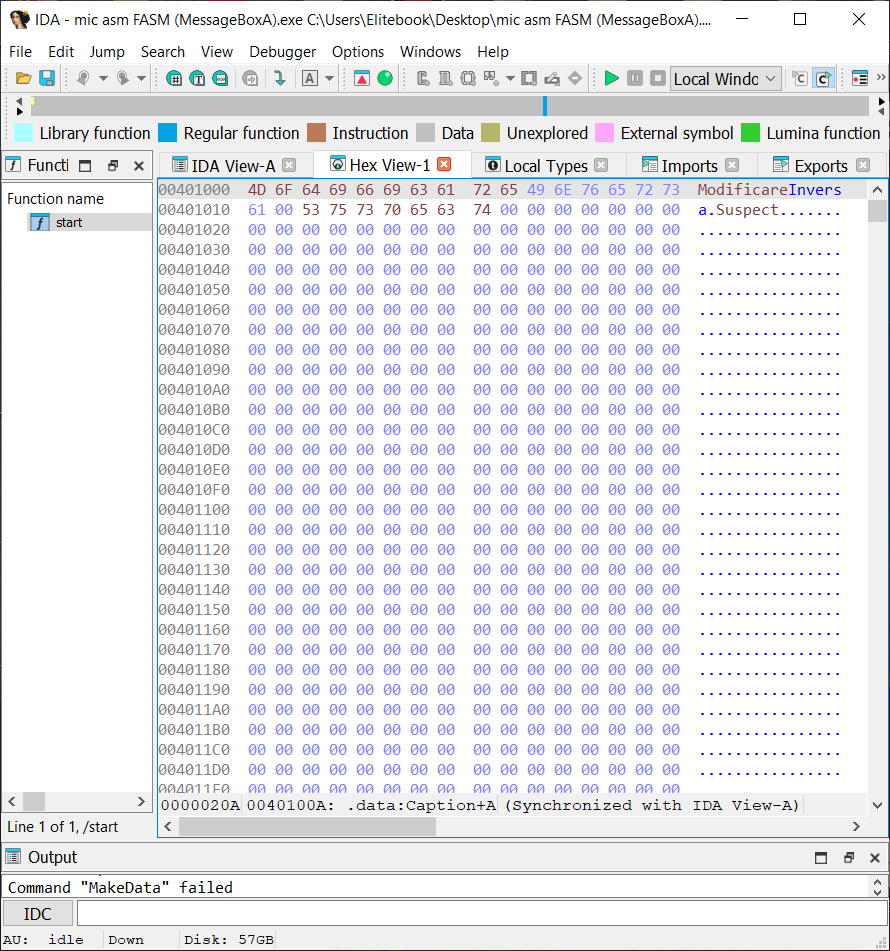 IDA - mic asm FASM (MessageBoxA).exe C:\Users\Elitebook\Desktop\mic asm FASM (MessageBoxA)....
File Edit Jump Search View Debugger Options Windows Help
Local Windo
Library function Regular function Instruction Data Unexplored External symbol Lumina function
Functi
IDA View-A Hex View-1 Local Types Imports Exports
Function name
start
00401000 4D 6F 64 69 66 69 63 61 72 65 49 6E 76 65 72 73 ModificareInvers
00401010 61 00 53 75 73 70 65 63 74 00 00 00 00 00 00 00 a.Suspect.......
00401020 00 00 00 00 00 00 00 00 00 00 00 00 00 00 00 00 ................
00401030 00 00 00 00 00 00 00 00 00 00 00 00 00 00 00 00 ................
00401040 00 00 00 00 00 00 00 00 00 00 00 00 00 00 00 00 ................
00401050 00 00 00 00 00 00 00 00 00 00 00 00 00 00 00 00 ................
00401060 00 00 00 00 00 00 00 00 00 00 00 00 00 00 00 00 ................
00401070 00 00 00 00 00 00 00 00 00 00 00 00 00 00 00 00 ................
00401080 00 00 00 00 00 00 00 00 00 00 00 00 00 00 00 00 ................
00401090 00 00 00 00 00 00 00 00 00 00 00 00 00 00 00 00 ................
004010A0 00 00 00 00 00 00 00 00 00 00 00 00 00 00 00 00 ................
004010B0 00 00 00 00 00 00 00 00 00 00 00 00 00 00 00 00 ................
004010C0 00 00 00 00 00 00 00 00 00 00 00 00 00 00 00 00 ................
004010D0 00 00 00 00 00 00 00 00 00 00 00 00 00 00 00 00 ................
004010E0 00 00 00 00 00 00 00 00 00 00 00 00 00 00 00 00 ................
004010F0 00 00 00 00 00 00 00 00 00 00 00 00 00 00 00 00 ................
00401100 00 00 00 00 00 00 00 00 00 00 00 00 00 00 00 00 ................
00401110 00 00 00 00 00 00 00 00 00 00 00 00 00 00 00 00 ................
00401120 00 00 00 00 00 00 00 00 00 00 00 00 00 00 00 00 ................
00401130 00 00 00 00 00 00 00 00 00 00 00 00 00 00 00 00 ................
00401140 00 00 00 00 00 00 00 00 00 00 00 00 00 00 00 00 ................
00401150 00 00 00 00 00 00 00 00 00 00 00 00 00 00 00 00 ................
00401160 00 00 00 00 00 00 00 00 00 00 00 00 00 00 00 00 ................
00401170 00 00 00 00 00 00 00 00 00 00 00 00 00 00 00 00 ................
00401180 00 00 00 00 00 00 00 00 00 00 00 00 00 00 00 00 ................
00401190 00 00 00 00 00 00 00 00 00 00 00 00 00 00 00 00 ................
004011A0 00 00 00 00 00 00 00 00 00 00 00 00 00 00 00 00 ................
004011B0 00 00 00 00 00 00 00 00 00 00 00 00 00 00 00 00 ................
004011C0 00 00 00 00 00 00 00 00 00 00 00 00 00 00 00 00 ................
004011D0 00 00 00 00 00 00 00 00 00 00 00 00 00 00 00 00 ................
004011E0 00 00 00 00 00 00 00 00 00 00 00 00 00 00 00 00
0000020A 0040100A: .data:Caption+A (Synchronized with IDA View-A)
Line 1 of 1, /start
Output
Command "MakeData" failed
IDC
AU: idle Down Disk: 57GB